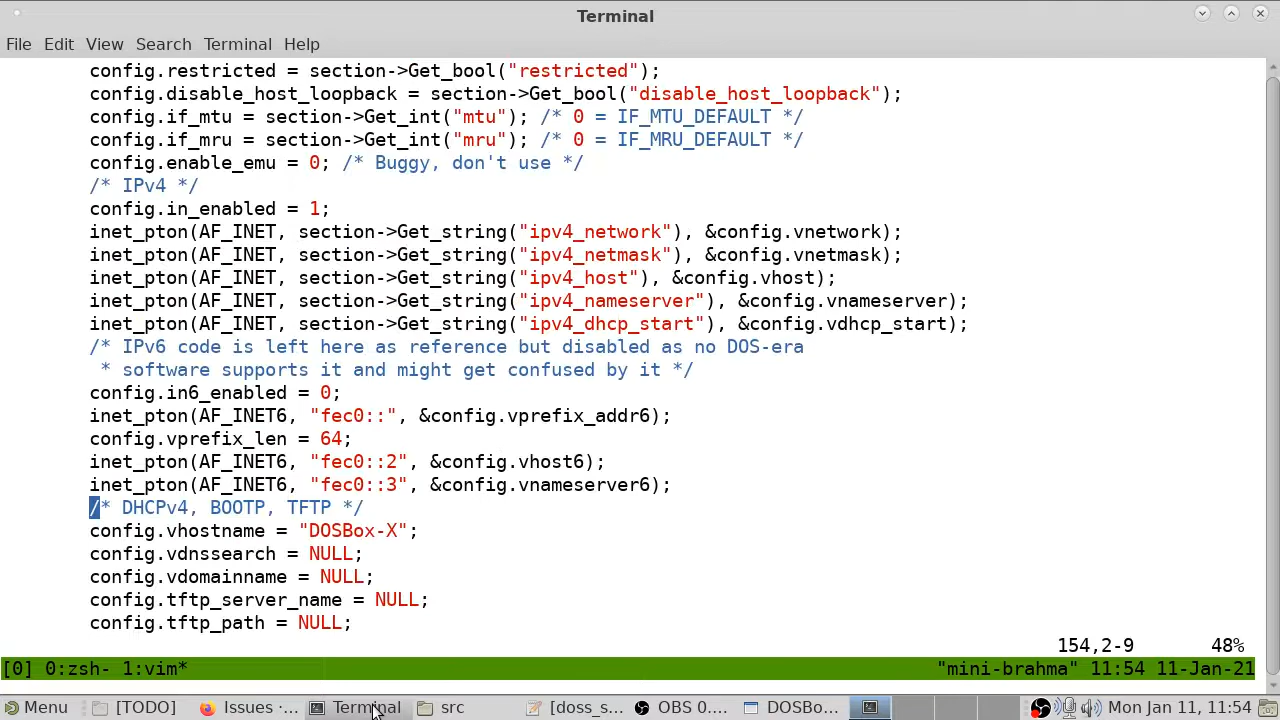 Terminal
File Edit View Search Terminal Help
config.restricted = section->Get_bool("restricted");
config.disable_host_loopback = section->Get_bool("disable_host_loopback");
config.if_mtu = section->Get_int("mtu"); /* 0 = IF_MTU_DEFAULT */
config.if_mru = section->Get_int("mru"); /* 0 = IF_MRU_DEFAULT */
config.enable_emu = 0; /* Buggy, don't use */
/* IPv4 */
config.in_enabled = 1;
inet_pton(AF_INET, section->Get_string("ipv4_network"), &config.vnetwork);
inet_pton(AF_INET, section->Get_string("ipv4_netmask"), &config.vnetmask);
inet_pton(AF_INET, section->Get_string("ipv4_host"), &config.vhost);
inet_pton(AF_INET, section->Get_string("ipv4_nameserver"), &config.vnameserver);
inet_pton(AF_INET, section->Get_string("ipv4_dhcp_start"), &config.vdhcp_start);
/* IPv6 code is left here as reference but disabled as no DOS-era
* software supports it and might get confused by it */
config.in6_enabled = 0;
inet_pton(AF_INET6, "fec0::", &config.vprefix_addr6);
config.vprefix_len = 64;
inet_pton(AF_INET6, "fec0::2", &config.vhost6);
inet_pton(AF_INET6, "fec0::3", &config.vnameserver6);
/* DHCPv4, BOOTP, TFTP */
config.vhostname = "DOSBox-X";
config.vdnssearch = NULL;
config.vdomainname = NULL;
config.tftp_server_name = NULL;
config.tftp_path = NULL;
154,2-9 48%
[0] 0:zsh- 1:vim* "mini-brahma" 11:54 11-Jan-21
Menu [TODO] Issues ·... Terminal src [doss_s... OBS 0.... DOSBo... Mon Jan 11, 11:54